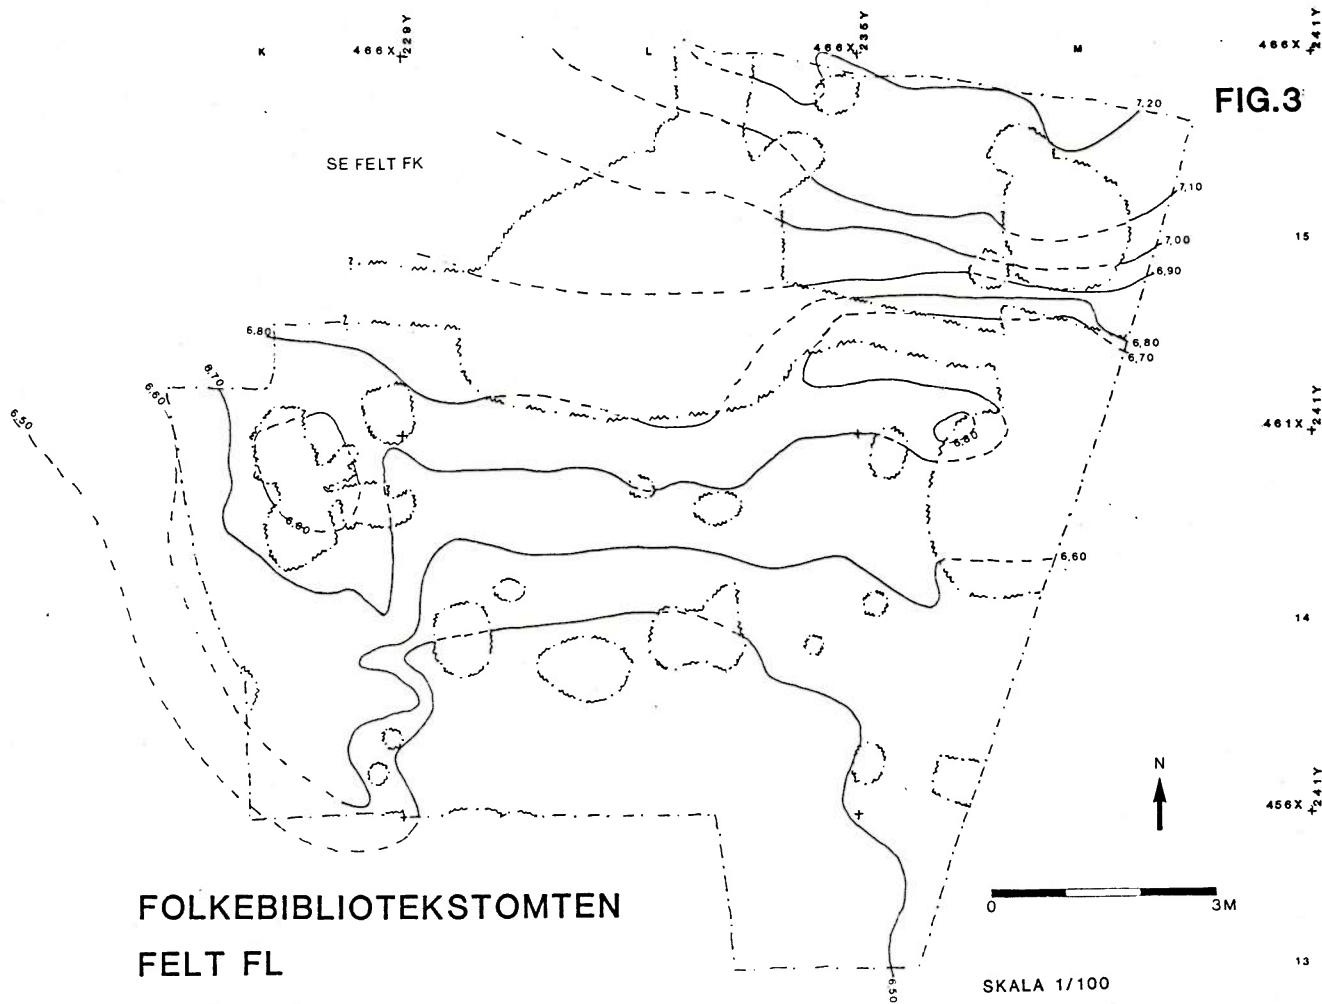 K
466X
229Y
L
466X
235Y
M
466X
241Y
FIG.3
7,20
SE FELT FK
7,10
15
7,00
6,90
?
6,80
6,70
6,80
6,70
6,60
6,50
461X
241Y
6,80
6,80
6,60
14
N
456X
241Y
0
3M
FOLKEBIBLIOTEKSTOMTEN
FELT FL
SKALA 1/100
6,50
13